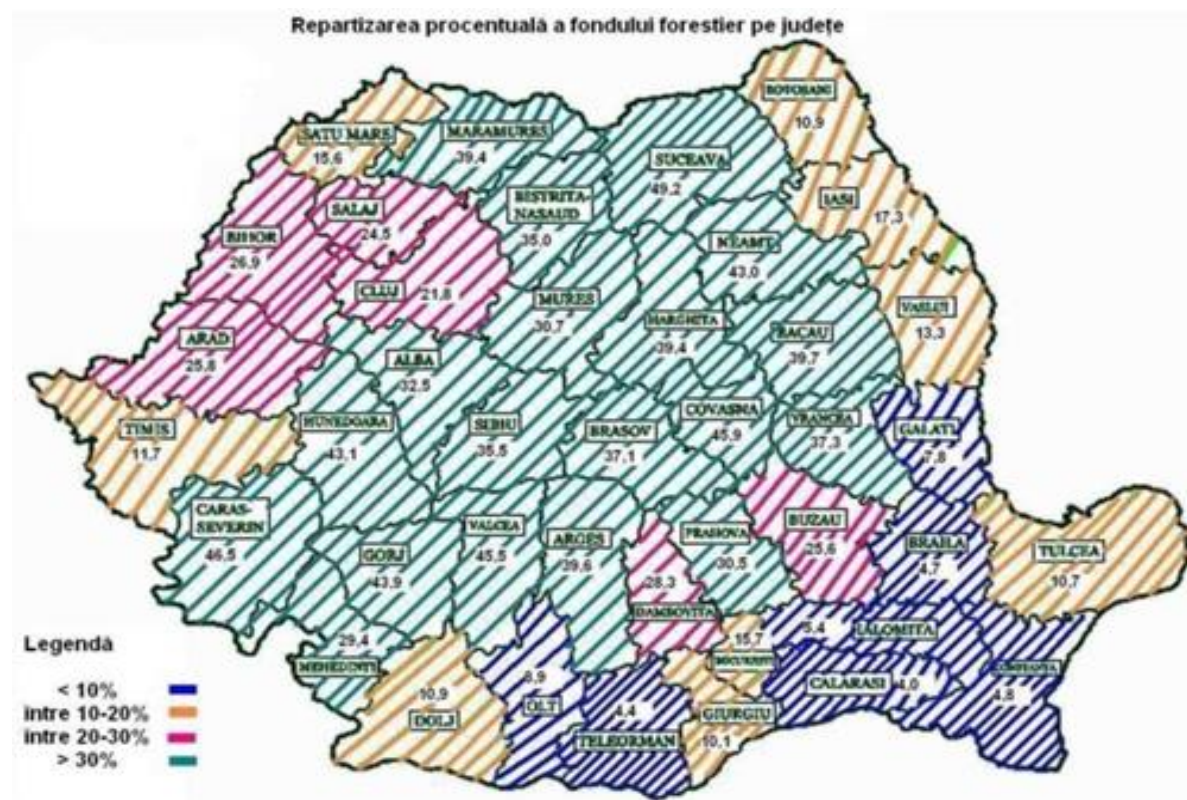 Repartizarea procentuală a fondului forestier pe județe
BOTOȘANI
10,9
SATU MARE
15,6
MARAMURES
39,4
SUCEAVA
49,2
IASI
17,3
SALAJ
24,5
BISTRITA-
NASAUD
35,0
BIHOR
26,9
NEAMT
43,0
CLUJ
21,8
MURES
30,7
HARGHITA
39,4
BACAU
39,7
VASLUI
13,3
ARAD
25,8
ALBA
32,5
TIMIS
11,7
HUNEDOARA
43,1
SIBIU
35,5
BRASOV
37,1
COVASNA
45,9
VRANCEA
37,3
GALATI
7,8
CARAS-
SEVERIN
46,5
GORJ
43,9
VALCEA
45,5
ARGES
39,6
PRAHOVA
30,5
BUZAU
25,6
BRAILA
4,7
TULCEA
10,7
28,3
DAMBOVITA
29,4
MEHEDINTI
15,7
BUCURESTI
5,4
IALOMITA
CALARASI
4,0
CONSTANTA
4,8
10,9
DOLJ
8,9
OLT
4,4
TELEORMAN
GIURGIU
10,1
Legendă
< 10%
intre 10-20%
intre 20-30%
> 30%